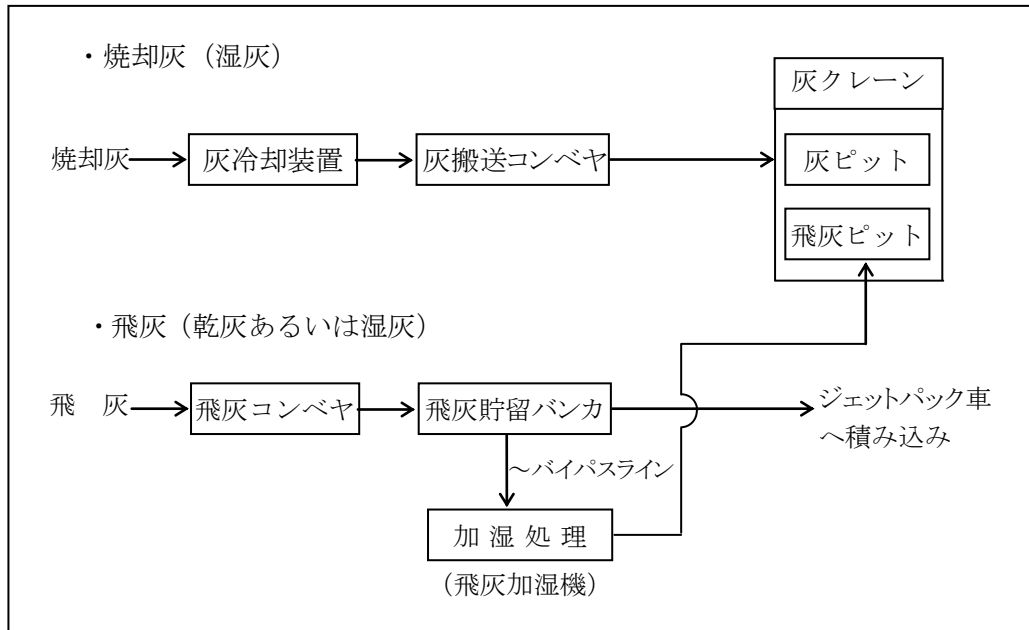 ・焼却灰（湿灰）
灰クレーン
焼却灰
灰冷却装置
灰搬送コンベヤ
灰ピット
飛灰ピット
・飛灰（乾灰あるいは湿灰）
飛　灰
飛灰コンベヤ
飛灰貯留バンカ
ジェットパック車
へ積み込み
～バイパスライン
加 湿 処 理
（飛灰加湿機）